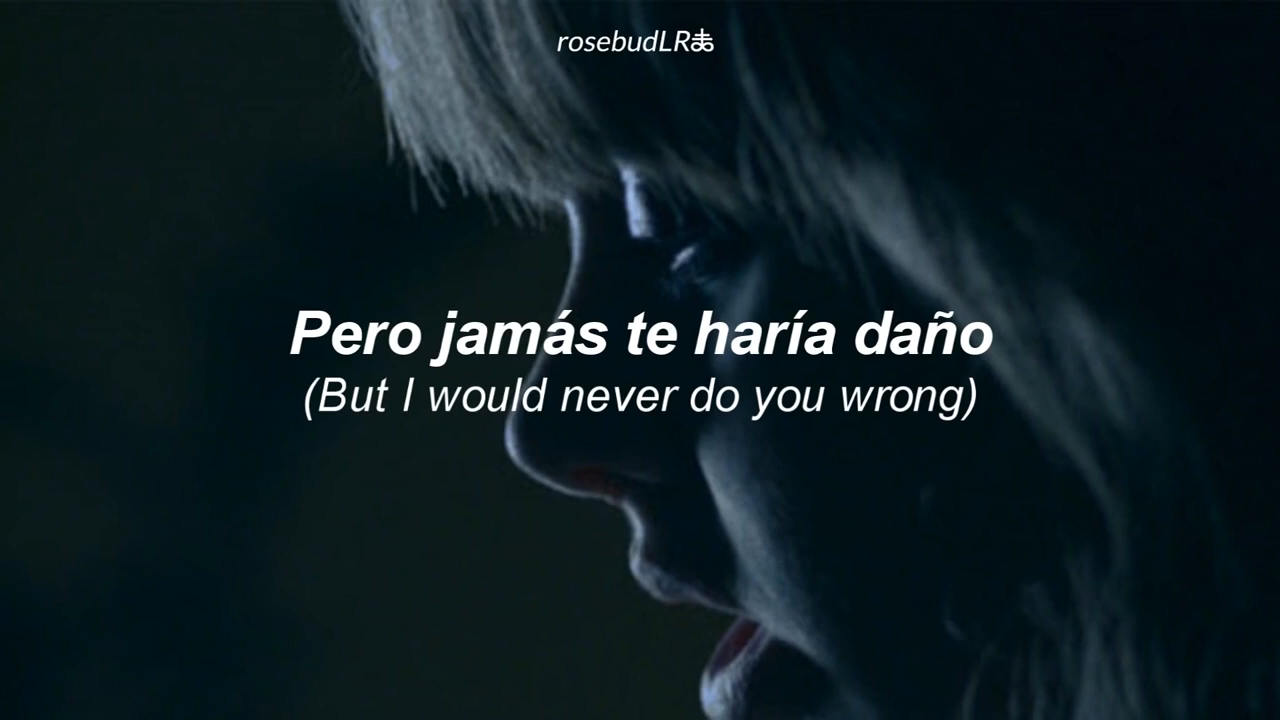 rosebudLR
Pero jamás te haría daño
(But I would never do you wrong)